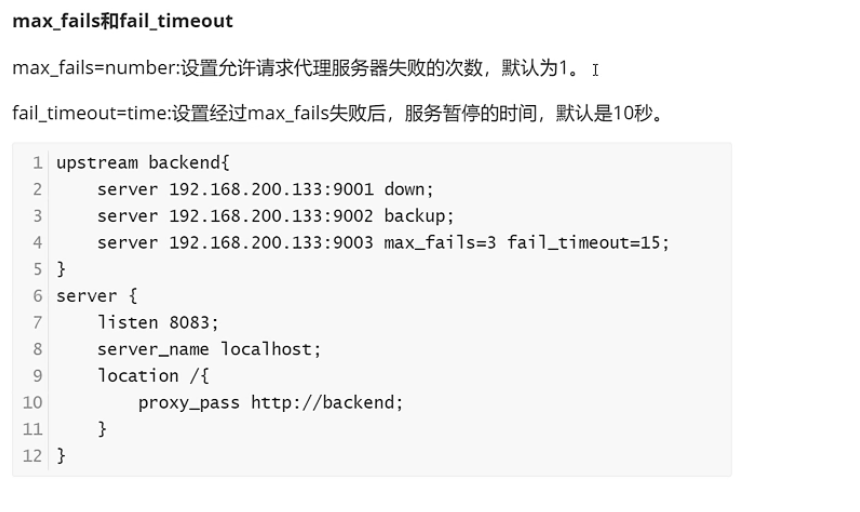 max_fails和fail_timeout
max_fails=number:设置允许请求代理服务器失败的次数，默认为1。
fail_timeout=time:设置经过max_fails失败后，服务暂停的时间，默认是10秒。
1 upstream backend{
2     server 192.168.200.133:9001 down;
3     server 192.168.200.133:9002 backup;
4     server 192.168.200.133:9003 max_fails=3 fail_timeout=15;
5 }
6 server {
7     listen 8083;
8     server_name localhost;
9     location /{
10         proxy_pass http://backend;
11     }
12 }